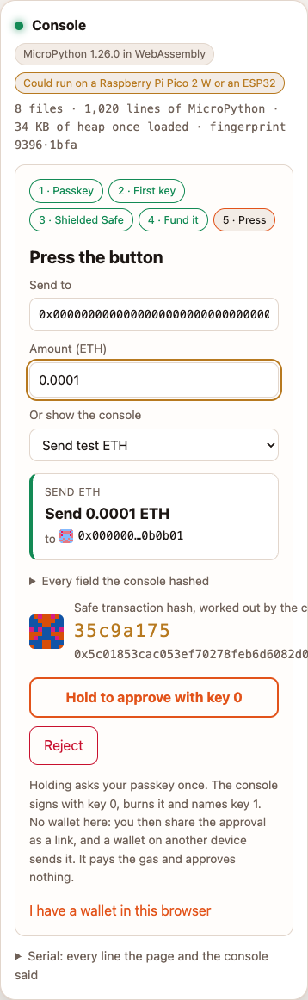 Console
MicroPython 1.26.0 in WebAssembly
Could run on a Raspberry Pi Pico 2 W or an ESP32
8 files · 1,020 lines of MicroPython ·
34 KB of heap once loaded · fingerprint
9396·1bfa
1 · Passkey
2 · First key
3 · Shielded Safe
4 · Fund it
5 · Press
Press the button
Send to
0x00000000000000000000000000000000
Amount (ETH)
0.0001
Or show the console
Send test ETH
SEND ETH
Send 0.0001 ETH
to 0x000000…0b0b01
Every field the console hashed
Safe transaction hash, worked out by the c
35c9a175
0x5c01853cac053ef70278feb6d6082d0
Hold to approve with key 0
Reject
Holding asks your passkey once. The console
signs with key 0, burns it and names key 1.
No wallet here: you then share the approval
as a link, and a wallet on another device
sends it. It pays the gas and approves
nothing.
I have a wallet in this browser
Serial: every line the page and the console
said